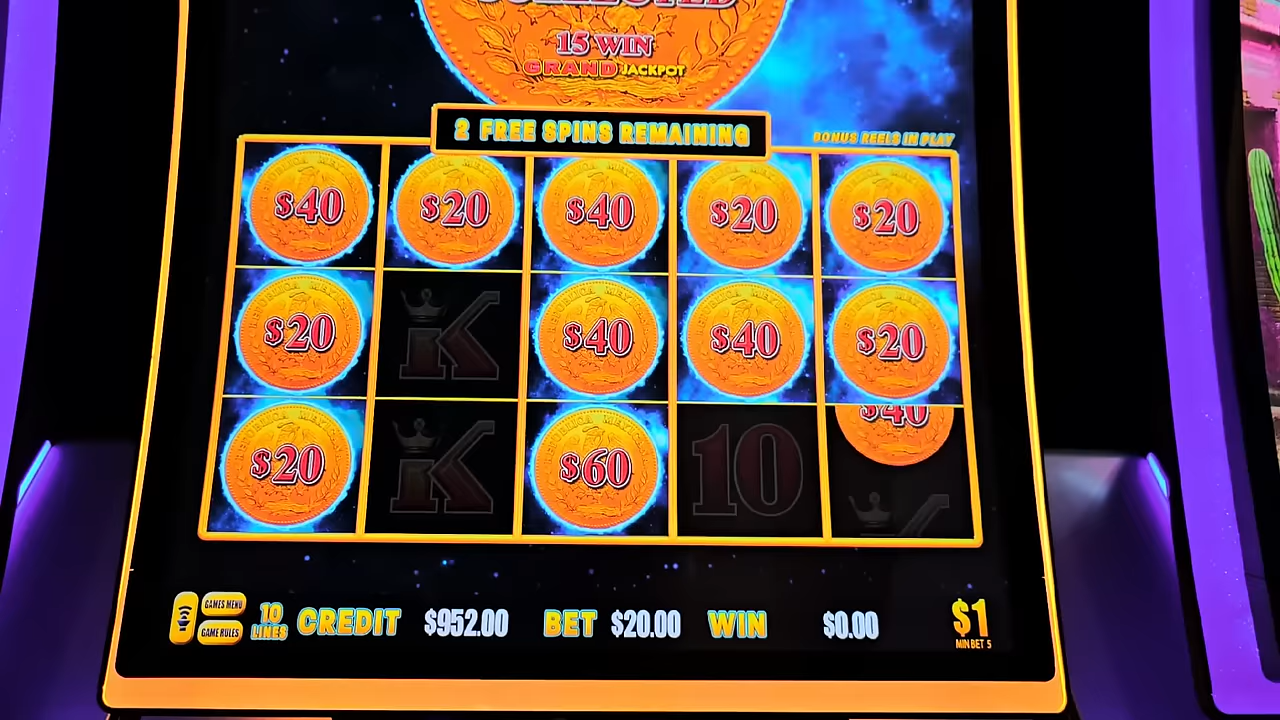 15 WIN
GRAND JACKPOT
2 FREE SPINS REMAINING
BONUS REELS IN PLAY
$40 $20 $40 $20 $20
$20 K $40 $40 $20
$20 K $60 10 $40
GAMES MENU
GAME RULES
10 LINES
CREDIT $952.00 BET $20.00 WIN $0.00
$1
MIN BET 5